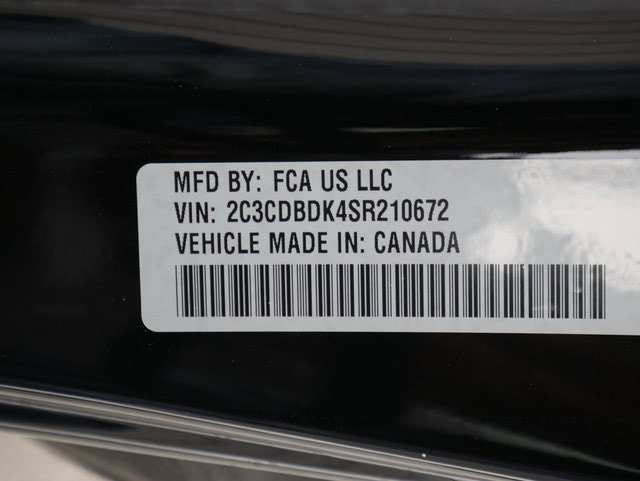 MFD BY: FCA US LLC
VIN: 2C3CDBDK4SR210672
VEHICLE MADE IN: CANADA